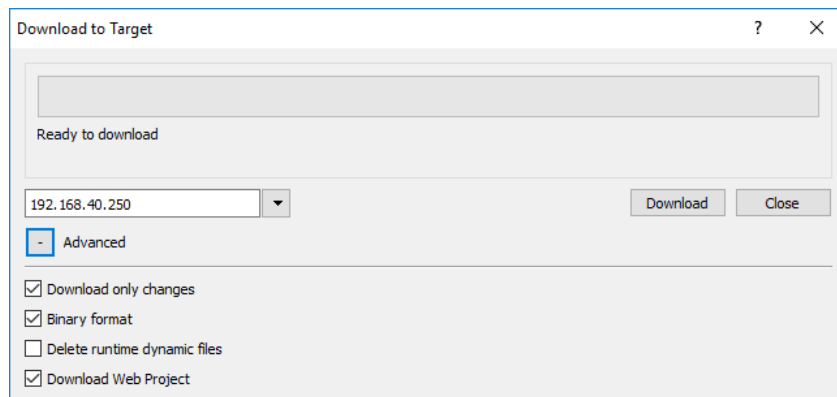 Download to Target
?
Ready to download
192.168.40.250
Download Close
- Advanced
Download only changes
Binary format
Delete runtime dynamic files
Download Web Project